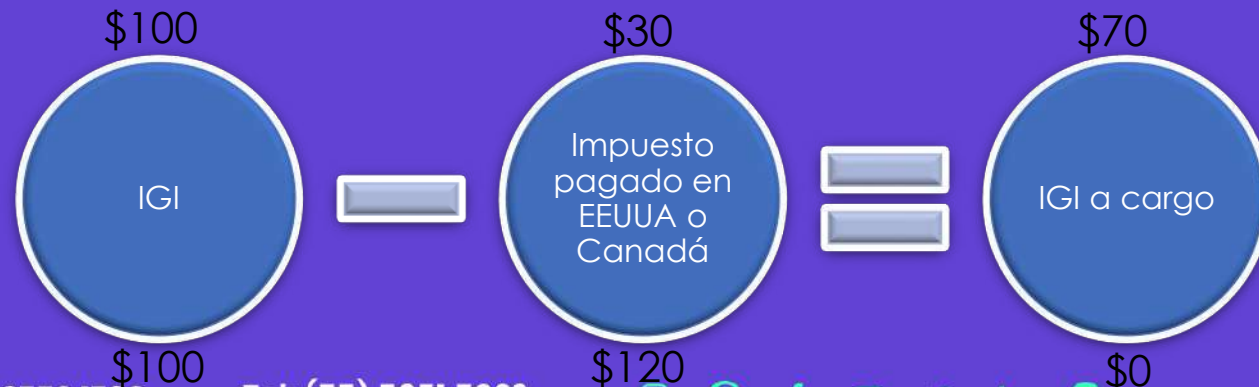 $100
$30
$70
IGI
Impuesto
pagado en
EEUUA o
Canadá
IGI a cargo
$100
$120
$0